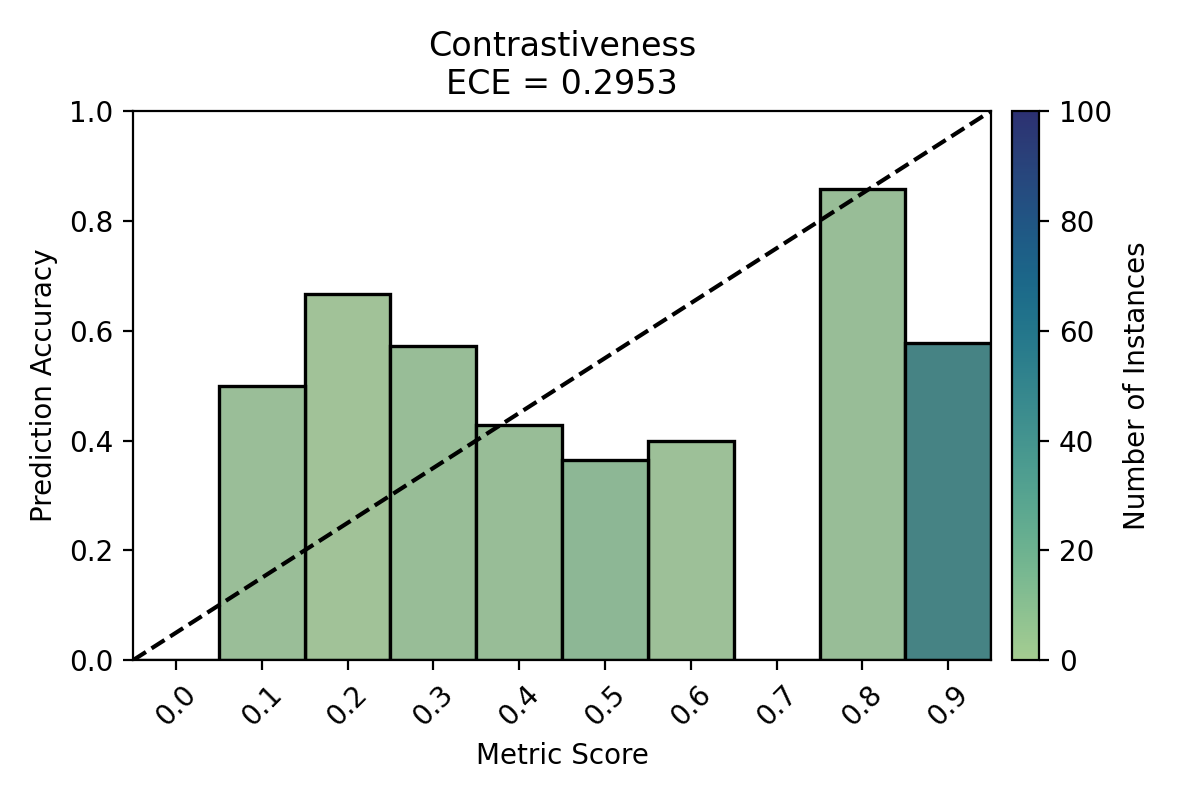 Contrastiveness
ECE = 0.2953
1.0
0.8
0.6
0.4
0.2
0.0
Prediction Accuracy
0.0 0.1 0.2 0.3 0.4 0.5 0.6 0.7 0.8 0.9
Metric Score
100
80
60
40
20
0
Number of Instances